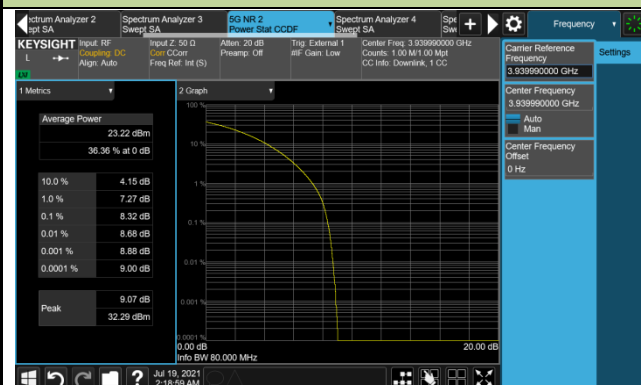 ectrum Analyzer 2
ept SA
Spectrum Analyzer 3
Swept SA
5G NR 2
Power Stat CCDF
Spectrum Analyzer 4
Swept SA
Spe
Swe
Frequency
KEYSIGHT
L
Input: RF
Coupling: DC
Align: Auto
Input Z: 50 Ω
Corr CCorr
Freq Ref: Int (S)
Atten: 20 dB
Preamp: Off
Trig: External 1
#IF Gain: Low
Center Freq: 3.939990000 GHz
Counts: 1.00 M/1.00 Mpt
CC Info: Downlink, 1 CC
1 Metrics
Average Power
23.22 dBm
36.36 % at 0 dB
10.0 % 4.15 dB
1.0 % 7.27 dB
0.1 % 8.32 dB
0.01 % 8.68 dB
0.001 % 8.88 dB
0.0001 % 9.00 dB
Peak
9.07 dB
32.29 dBm
2 Graph
100 %
10 %
1 %
0.1 %
0.01 %
0.001 %
0.0001 %
0.00 dB
20.00 dB
Info BW 80.000 MHz
Carrier Reference
Frequency
3.939990000 GHz
Center Frequency
3.939990000 GHz
Auto
Man
Center Frequency
Offset
0 Hz
Settings
Jul 19, 2021
2:18:59 AM